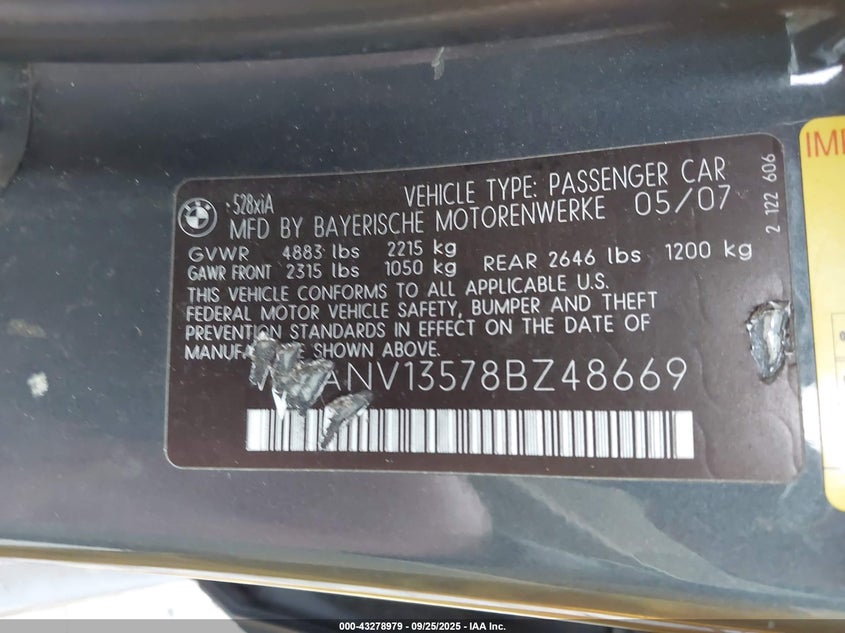 528xiA
VEHICLE TYPE: PASSENGER CAR
MFD BY BAYERISCHE MOTORENWERKE 05/07
GVWR 4883 lbs 2215 kg
GAWR FRONT 2315 lbs 1050 kg REAR 2646 lbs 1200 kg
THIS VEHICLE CONFORMS TO ALL APPLICABLE U.S.
FEDERAL MOTOR VEHICLE SAFETY, BUMPER AND THEFT
PREVENTION STANDARDS IN EFFECT ON THE DATE OF
SHOWN ABOVE.
ANV13578BZ48669
2 122 606
000-43278979 - 09/25/2025 - IAA Inc.